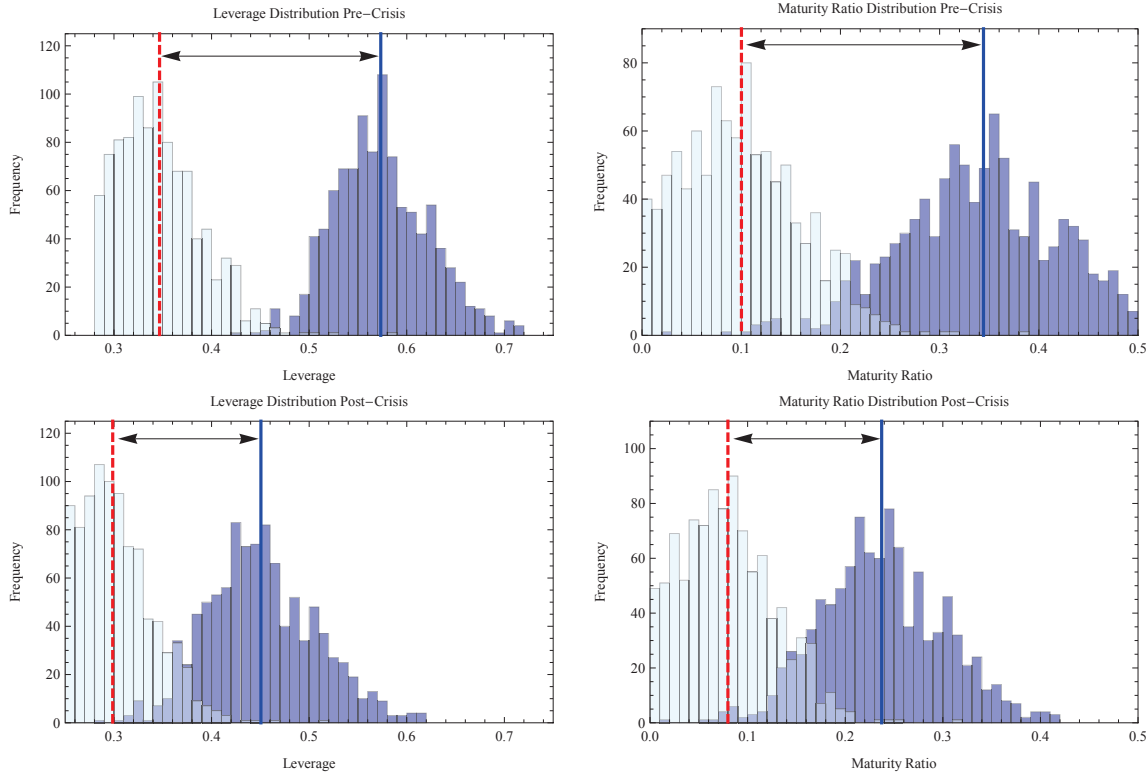 Leverage Distribution Pre−Crisis
120
100
80
60
40
20
0
Frequency
0.3 0.4 0.5 0.6 0.7
Leverage
Maturity Ratio Distribution Pre−Crisis
80
60
40
20
0
Frequency
0.0 0.1 0.2 0.3 0.4 0.5
Maturity Ratio
Leverage Distribution Post−Crisis
120
100
80
60
40
20
0
Frequency
0.3 0.4 0.5 0.6 0.7
Leverage
Maturity Ratio Distribution Post−Crisis
100
80
60
40
20
0
Frequency
0.0 0.1 0.2 0.3 0.4 0.5
Maturity Ratio